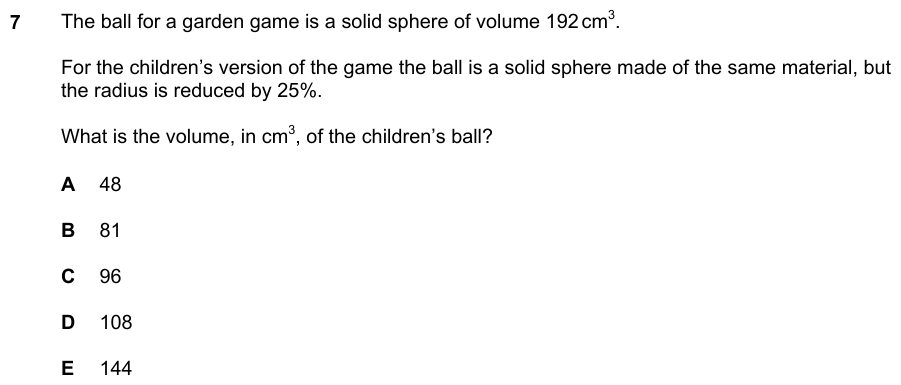 7 The ball for a garden game is a solid sphere of volume 192 cm³.
For the children's version of the game the ball is a solid sphere made of the same material, but
the radius is reduced by 25%.
What is the volume, in cm³, of the children's ball?
A 48
B 81
C 96
D 108
E 144